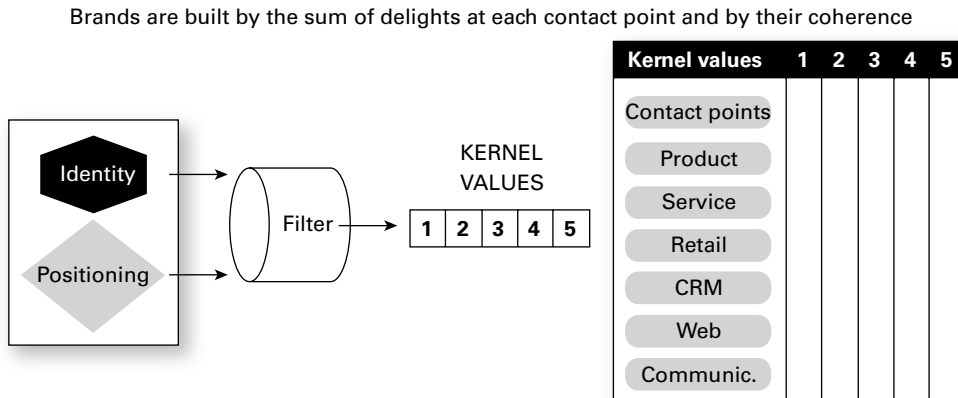 Brands are built by the sum of delights at each contact point and by their coherence
Identity
Positioning
Filter
KERNEL
VALUES
1 2 3 4 5
Kernel values 1 2 3 4 5
Contact points
Product
Service
Retail
CRM
Web
Communic.